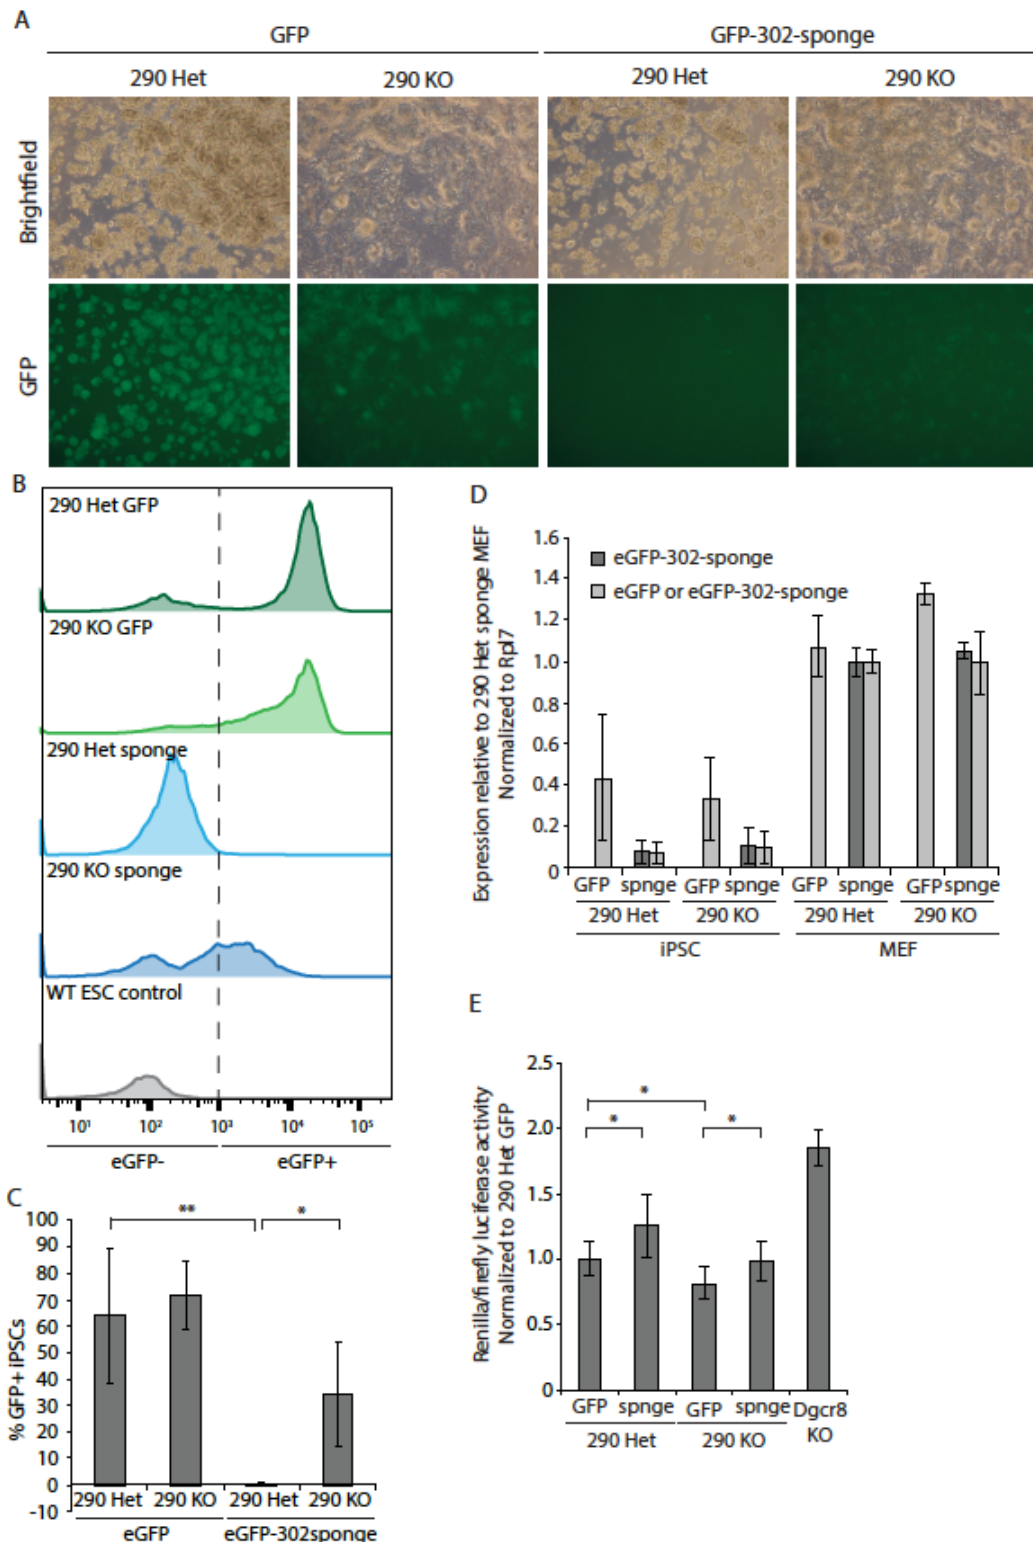 A
GFP
GFP-302-sponge
290 Het
290 KO
290 Het
290 KO
Brightfield
GFP
B
290 Het GFP
290 KO GFP
290 Het sponge
290 KO sponge
WT ESC control
10¹ 10² 10³ 10⁴ 10⁵
eGFP- eGFP+
C
% GFP+ iPSCs
100
90
80
70
60
50
40
30
20
10
0
-10
** *
290 Het 290 KO 290 Het 290 KO
eGFP eGFP-302sponge
D
Expression relative to 290 Het sponge MEF
Normalized to Rpl7
1.6
1.4
1.2
1.0
0.8
0.6
0.4
0.2
0
eGFP-302-sponge
eGFP or eGFP-302-sponge
GFP spnge GFP spnge GFP spnge GFP spnge
290 Het 290 KO 290 Het 290 KO
iPSC MEF
E
Renilla/firefly luciferase activity
Normalized to 290 Het GFP
2.5
2.0
1.5
1.0
0.5
0
*
* *
GFP spnge GFP spnge Dgcr8
290 Het 290 KO KO